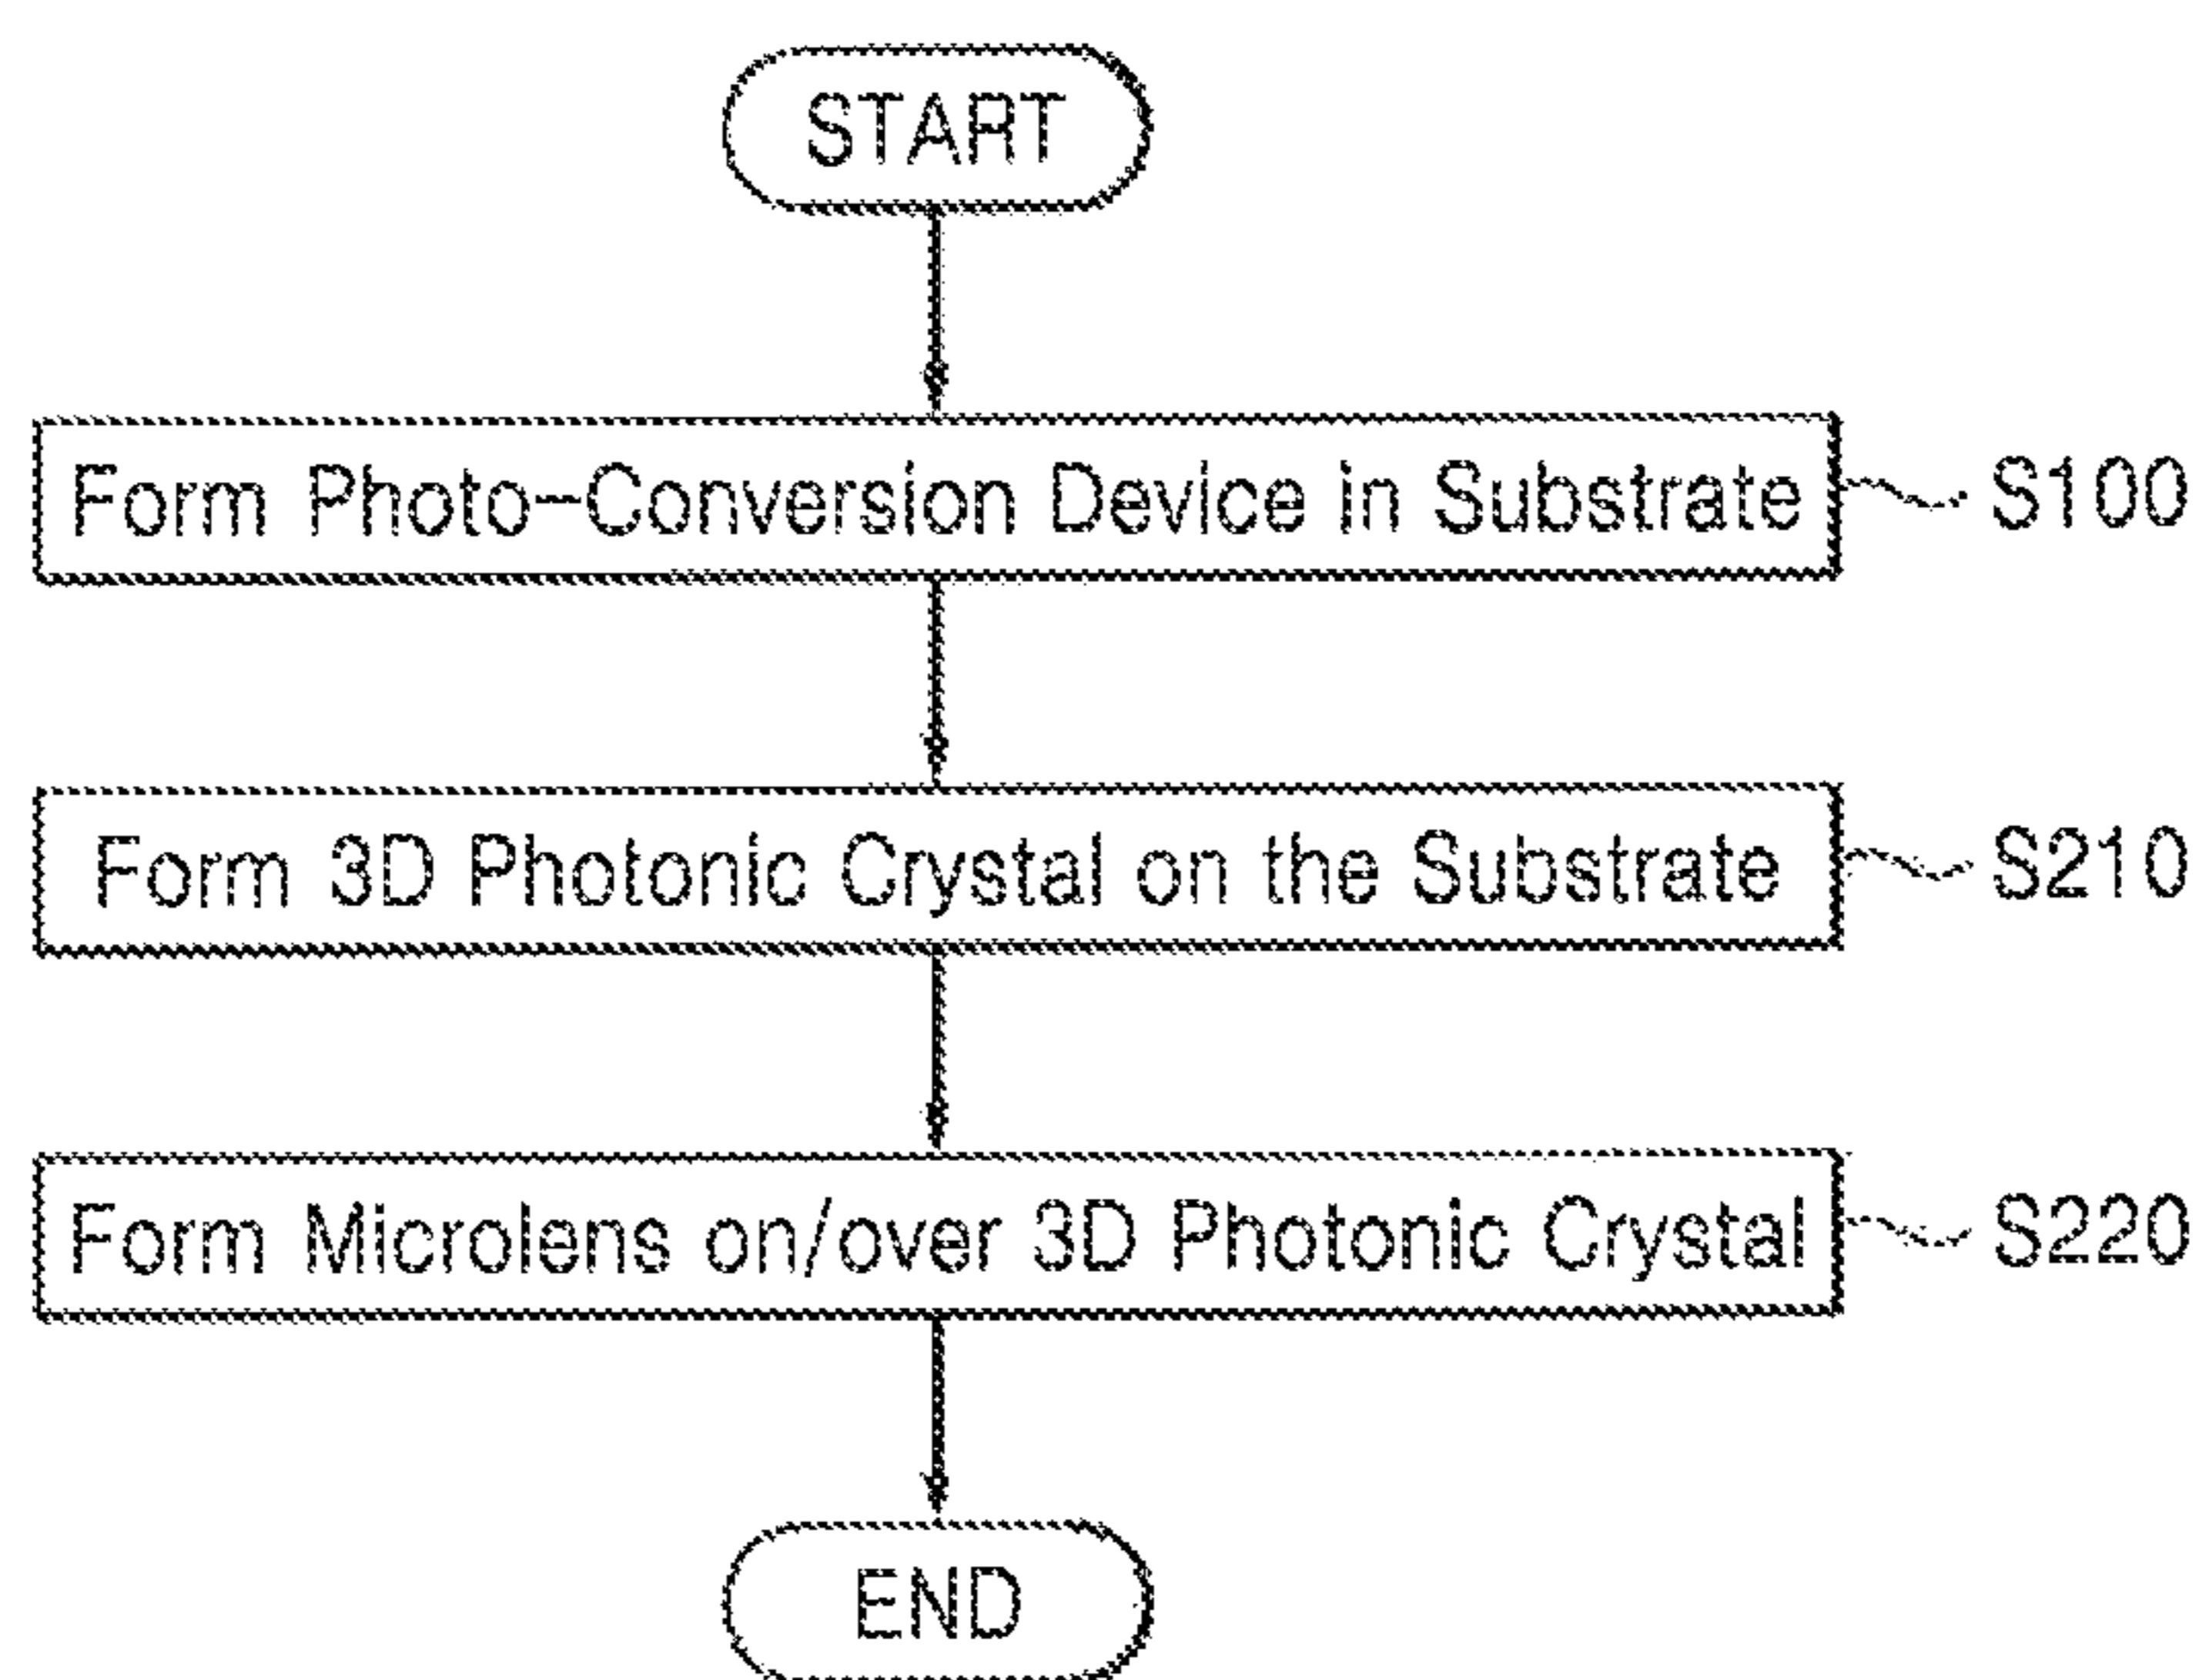 START
Form Photo-Conversion Device in Substrate S100
Form 3D Photonic Crystal on the Substrate S210
Form Microlens on/over 3D Photonic Crystal S220
END